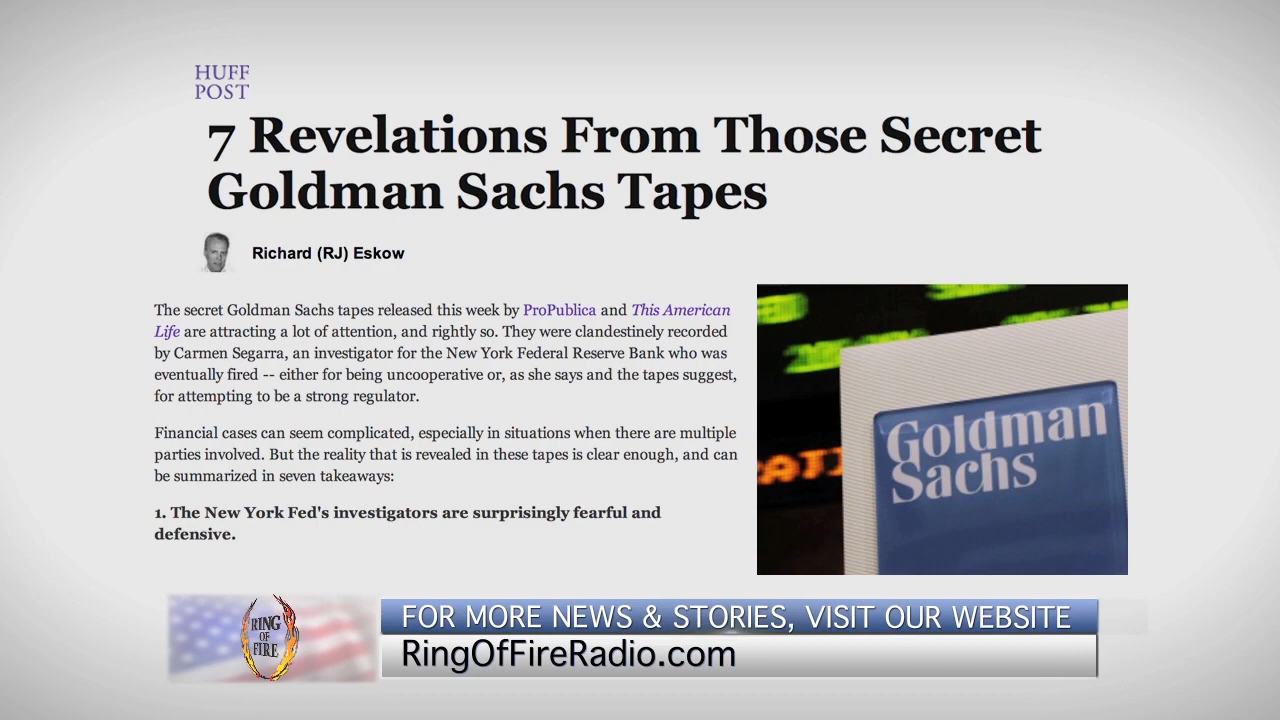 HUFF
POST
7 Revelations From Those Secret
Goldman Sachs Tapes
Richard (RJ) Eskow
The secret Goldman Sachs tapes released this week by ProPublica and This American
Life are attracting a lot of attention, and rightly so. They were clandestinely recorded
by Carmen Segarra, an investigator for the New York Federal Reserve Bank who was
eventually fired -- either for being uncooperative or, as she says and the tapes suggest,
for attempting to be a strong regulator.
Financial cases can seem complicated, especially in situations when there are multiple
parties involved. But the reality that is revealed in these tapes is clear enough, and can
be summarized in seven takeaways:
1. The New York Fed's investigators are surprisingly fearful and
defensive.
Goldman
Sachs
RING
OF
FIRE
FOR MORE NEWS & STORIES, VISIT OUR WEBSITE
RingOfFireRadio.com